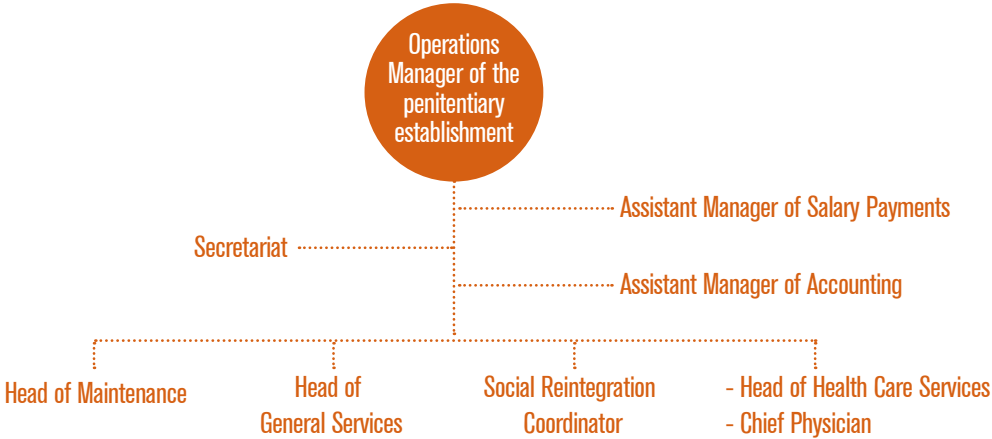 Operations
Manager of the
penitentiary
establishment
Assistant Manager of Salary Payments
Secretariat
Assistant Manager of Accounting
Head of Maintenance
Head of
General Services
Social Reintegration
Coordinator
- Head of Health Care Services
- Chief Physician